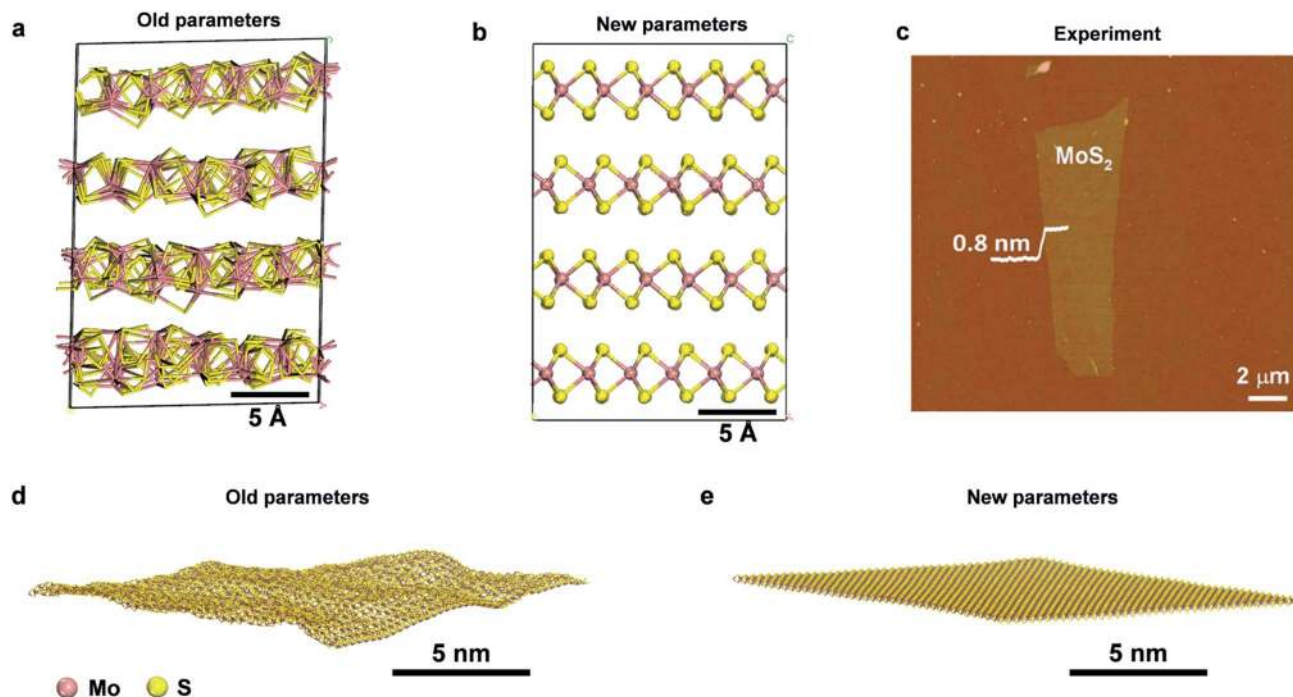 a
Old parameters
b
New parameters
c
Experiment
MoS₂
0.8 nm
2 μm
5 Å
5 Å
d
Old parameters
e
New parameters
5 nm
5 nm
Mo
S